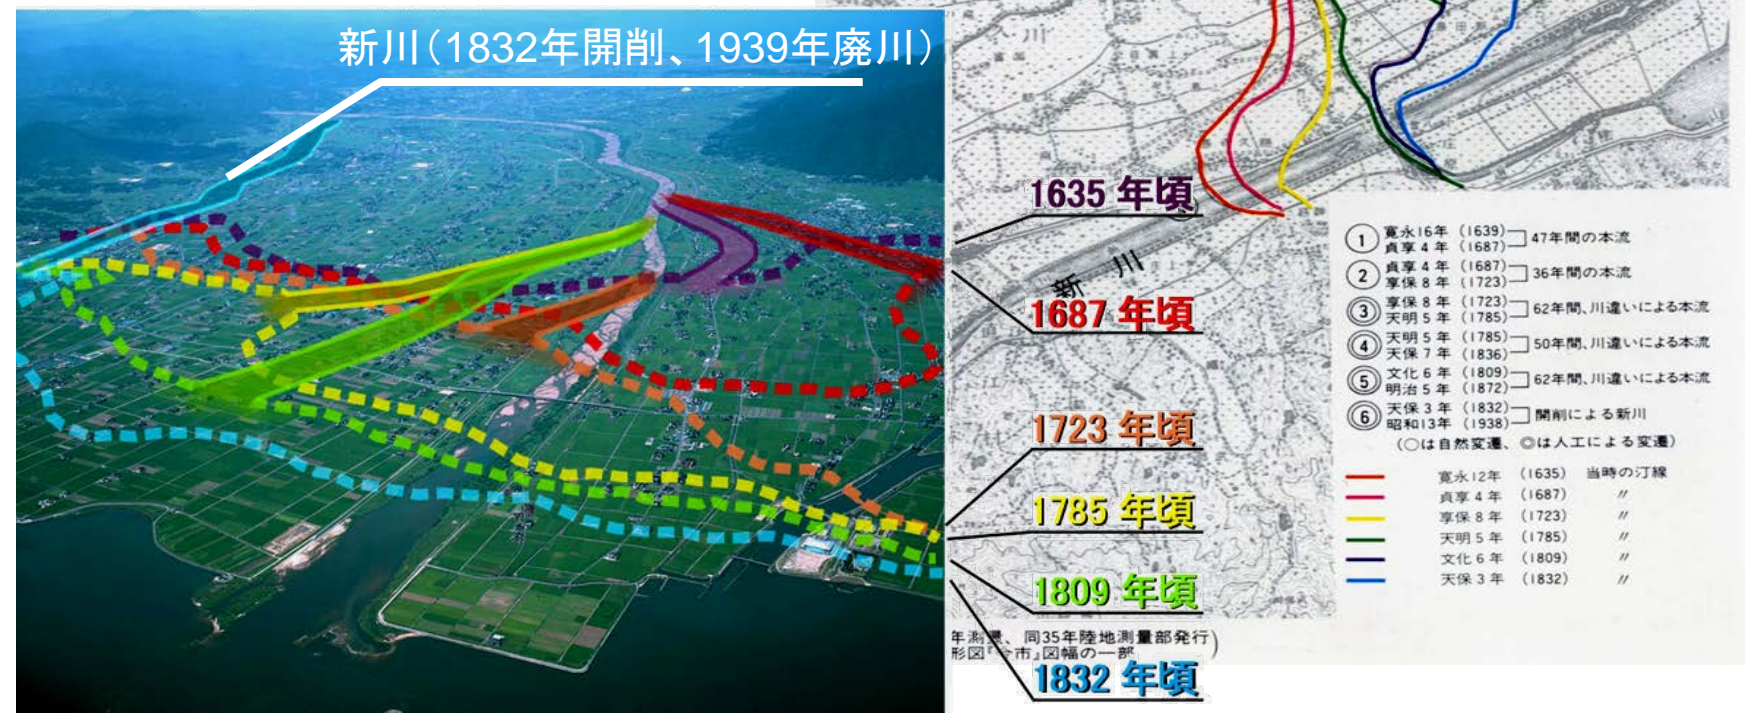 新川（1832年開削、1939年廃川）
1635 年頃
1687 年頃
1723 年頃
1785 年頃
1809 年頃
1832 年頃
新川
① 寛永16年（1639）
貞享4年（1687）
47年間の本流
② 貞享4年（1687）
享保8年（1723）
36年間の本流
③ 享保8年（1723）
天明5年（1785）
62年間、川違いによる本流
④ 天明5年（1785）
天保7年（1836）
50年間、川違いによる本流
⑤ 文化6年（1809）
明治5年（1872）
62年間、川違いによる本流
⑥ 天保3年（1832）
昭和13年（1938）
開削による新川
（○は自然変遷、◎は人工による変遷）
寛永12年（1635）当時の汀線
貞享4年（1687）〃
享保8年（1723）〃
天明5年（1785）〃
文化6年（1809）〃
天保3年（1832）〃
年測量、同35年陸地測量部発行）
形図『今市』図幅の一部